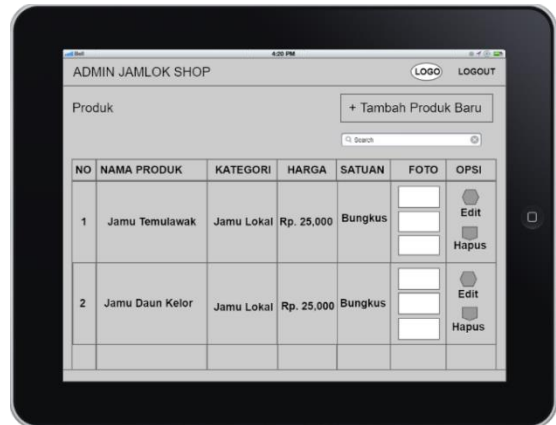 Bell 4:20 PM
ADMIN JAMLOK SHOP LOGO LOGOUT
Produk + Tambah Produk Baru
Search
NO NAMA PRODUK KATEGORI HARGA SATUAN FOTO OPSI
1 Jamu Temulawak Jamu Lokal Rp. 25,000 Bungkus Edit
Hapus
2 Jamu Daun Kelor Jamu Lokal Rp. 25,000 Bungkus Edit
Hapus